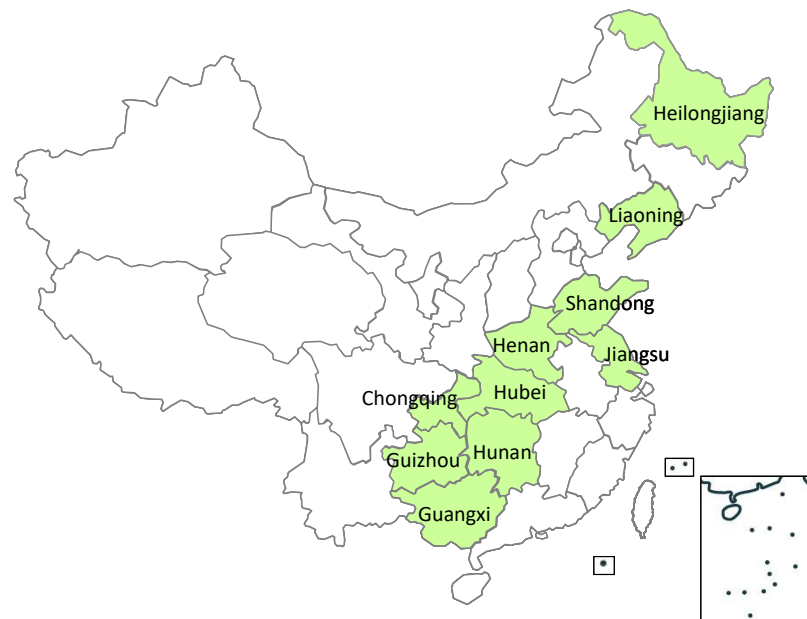 Heilongjiang
Liaoning
Shandong
Henan
Jiangsu
Chongqing
Hubei
Guizhou
Hunan
Guangxi